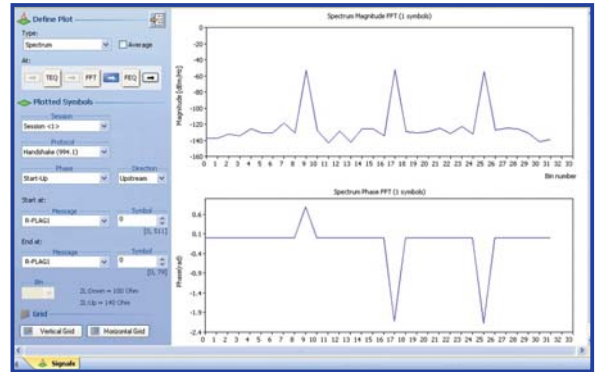 Define Plot
Type:
Spectrum
Average
At:
TEQ
FFT
FEQ
Plotted Symbols
Session
Session <1>
Protocol
Handshake (994.1)
Phase
Direction
Start-Up
Upstream
Start at:
Message
Symbol
R-FLAG1
0
[0, 511]
End at:
Message
Symbol
R-FLAG1
0
[0, 79]
Bin
ZL:Down = 100 Ohm
ZL:Up = 140 Ohm
Grid
Vertical Grid
Horizontal Grid
Signals
Spectrum Magnitude FFT (1 symbols)
Magnitude [dBm/Hz]
0
-20
-40
-60
-80
-100
-120
-140
-160
0 1 2 3 4 5 6 7 8 9 10 11 12 13 14 15 16 17 18 19 20 21 22 23 24 25 26 27 28 29 30 31 32 33
Bin number
Spectrum Phase FFT (1 symbols)
Phase(rad)
0.6
0.1
-0.4
-0.9
-1.4
-1.9
-2.4
0 1 2 3 4 5 6 7 8 9 10 11 12 13 14 15 16 17 18 19 20 21 22 23 24 25 26 27 28 29 30 31 32 33